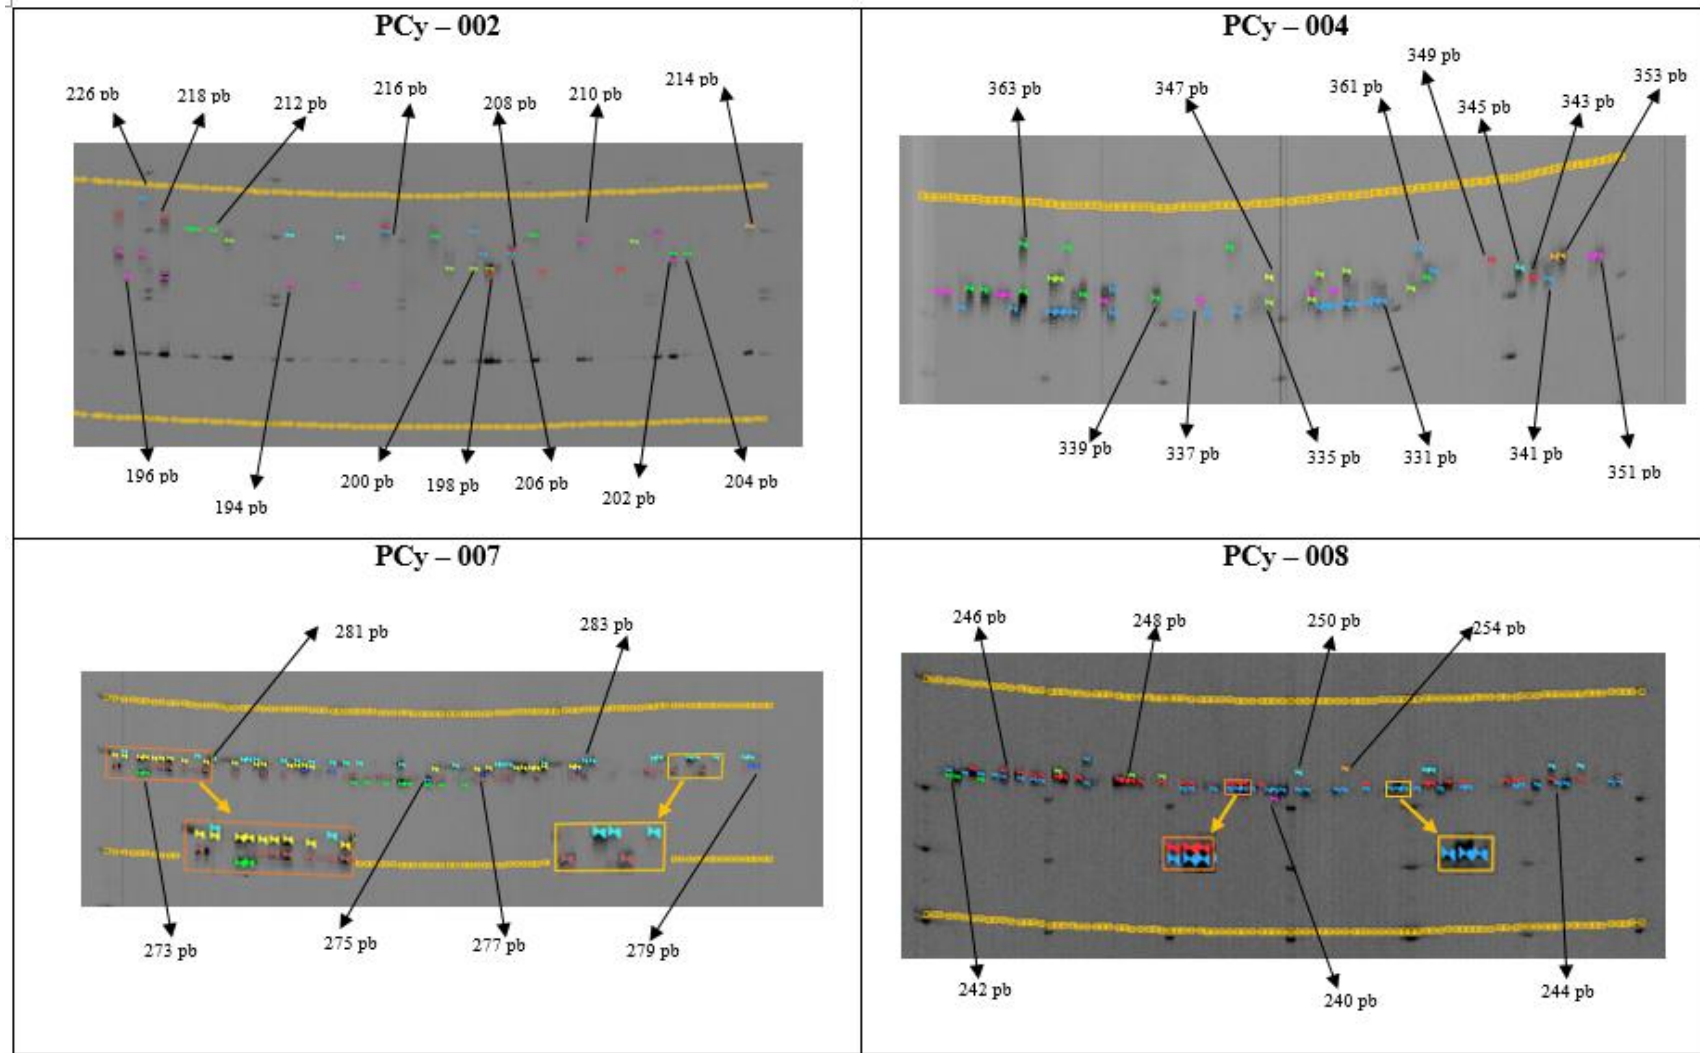 PCy – 002
226 pb
218 pb
212 pb
216 pb
208 pb
210 pb
214 pb
196 pb
194 pb
200 pb
198 pb
206 pb
202 pb
204 pb
PCy – 004
363 pb
347 pb
361 pb
349 pb
345 pb
343 pb
353 pb
339 pb
337 pb
335 pb
331 pb
341 pb
351 pb
PCy – 007
281 pb
283 pb
273 pb
275 pb
277 pb
279 pb
PCy – 008
246 pb
248 pb
250 pb
254 pb
242 pb
240 pb
244 pb